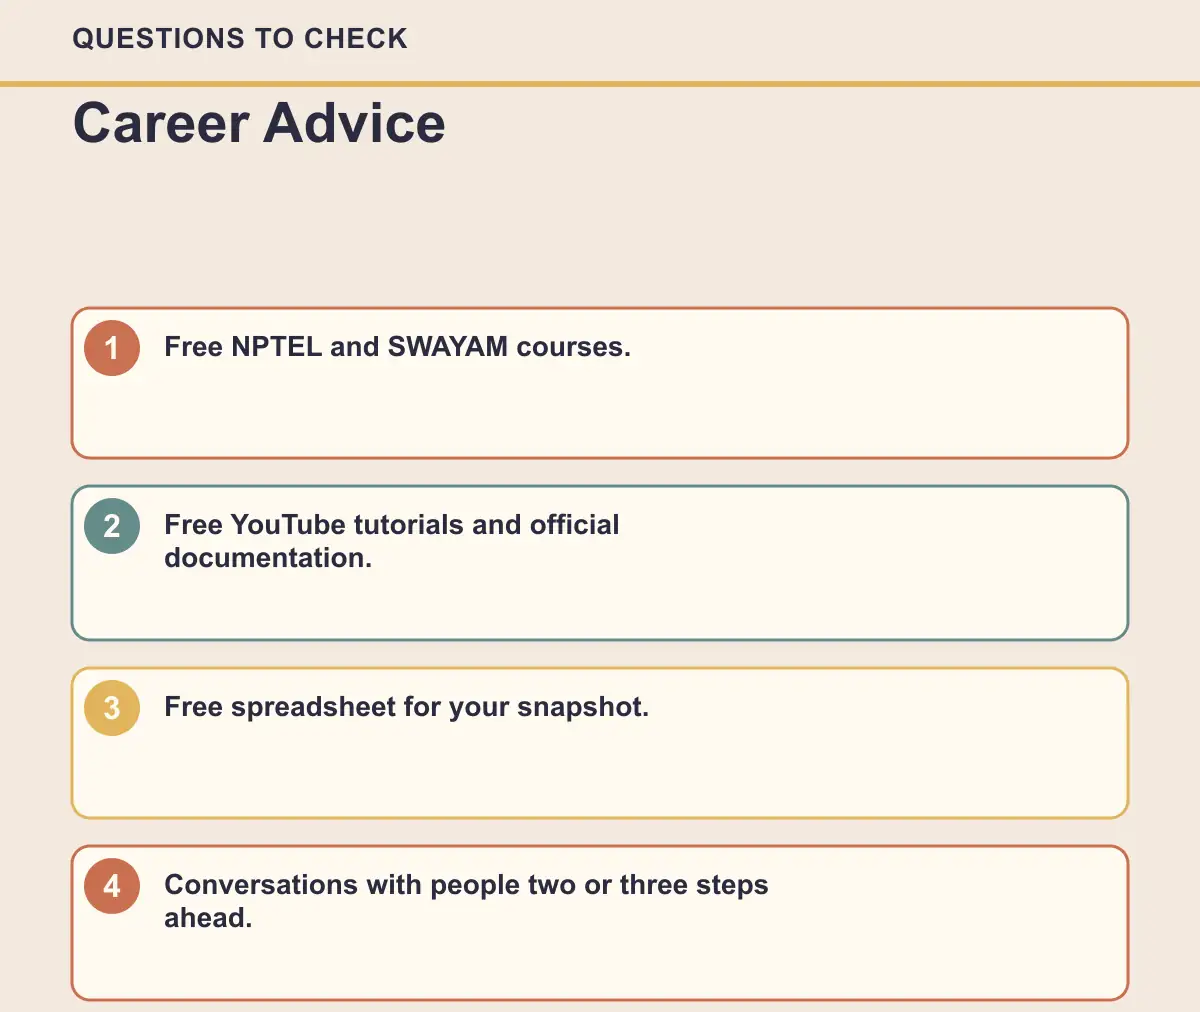 QUESTIONS TO CHECK
Career Advice
1
Free NPTEL and SWAYAM courses.
2
Free YouTube tutorials and official
documentation.
3
Free spreadsheet for your snapshot.
4
Conversations with people two or three steps
ahead.